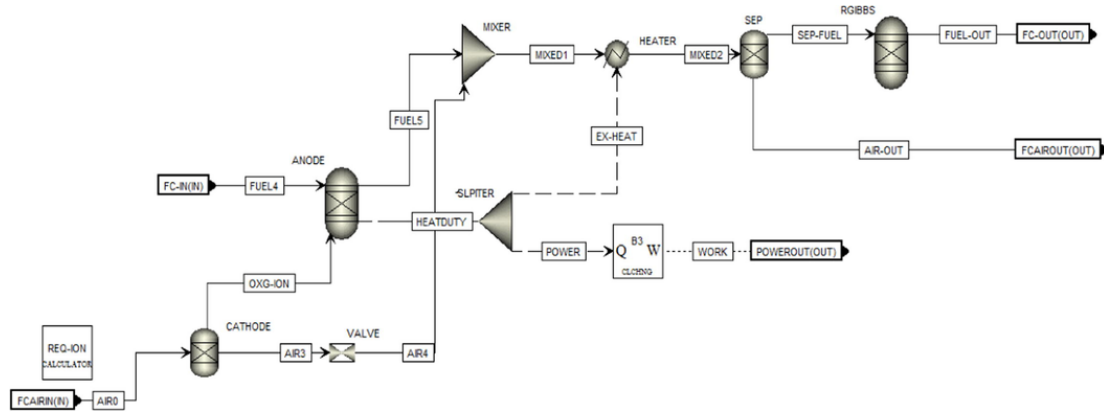 MIXER
SEP
RGIBBS
SEP-FUEL
FUEL-OUT
FC-OUT(OUT)
MIXED1
HEATER
MIXED2
FUEL5
EX-HEAT
AIR-OUT
FCAIROUT(OUT)
ANODE
FC-IN(IN)
FUEL4
SLPITER
HEATDUTY
POWER
Q B3 W
CLCHNG
WORK
POWEROUT(OUT)
OXG-ION
CATHODE
VALVE
REQ-ION
CALCULATOR
AIR3
AIR4
FCAIRIN(IN)
AIR0